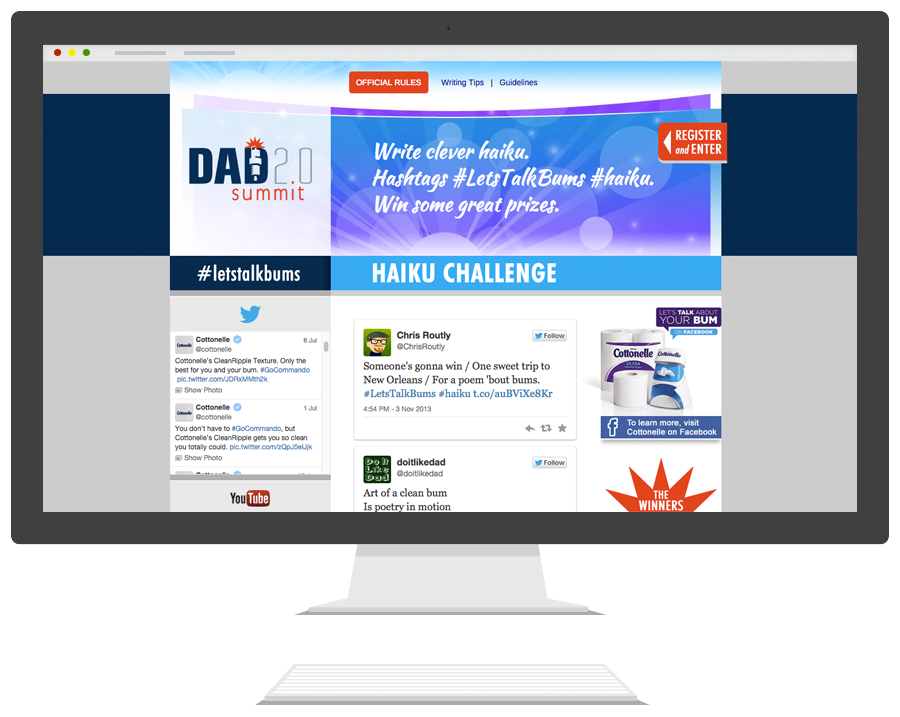 OFFICIAL RULES Writing Tips | Guidelines
DAD 2.0
summit
Write clever haiku.
Hashtags #LetsTalkBums #haiku.
Win some great prizes.
REGISTER
and ENTER
#letstalkbums
HAIKU CHALLENGE
Cottonelle
@cottonelle
8 Jul
Cottonelle's CleanRipple Texture. Only the
best for you and your bum. #GoCommando
pic.twitter.com/JDRxMMth2k
Show Photo
Cottonelle
@cottonelle
1 Jul
You don't have to #GoCommando, but
Cottonelle's CleanRipple gets you so clean
you totally could. pic.twitter.com/zQpJ5elJjk
Show Photo
YouTube
Chris Routly
@ChrisRoutly
Follow
Someone's gonna win / One sweet trip to
New Orleans / For a poem 'bout bums.
#LetsTalkBums #haiku t.co/auBViXe8Kr
4:54 PM - 3 Nov 2013
Do It
Like
Dad
doitlikedad
@doitlikedad
Follow
Art of a clean bum
Is poetry in motion
LET'S TALK ABOUT
YOUR BUM
ON FACEBOOK
Cottonelle
ULTRA
Cottonelle
To learn more, visit
Cottonelle on Facebook
THE
WINNERS